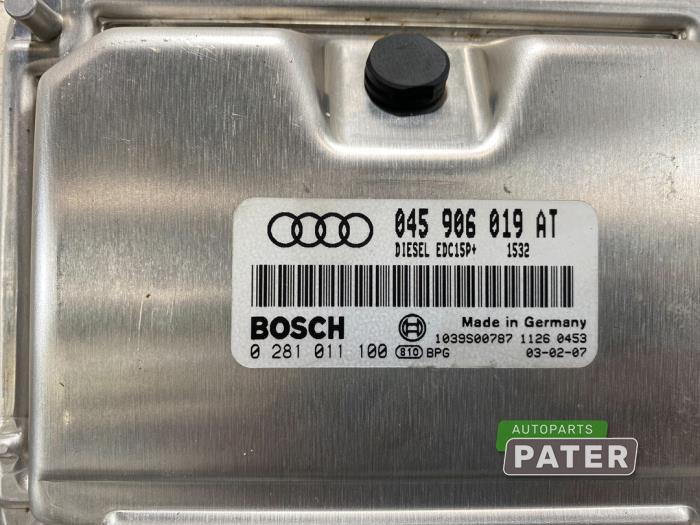 045 906 019 AT
DIESEL EDC15P+ 1532
BOSCH
Made in Germany
1039S00787 1126 0453
0 281 011 100 810 BPG 03-02-07
AUTOPARTS
PATER